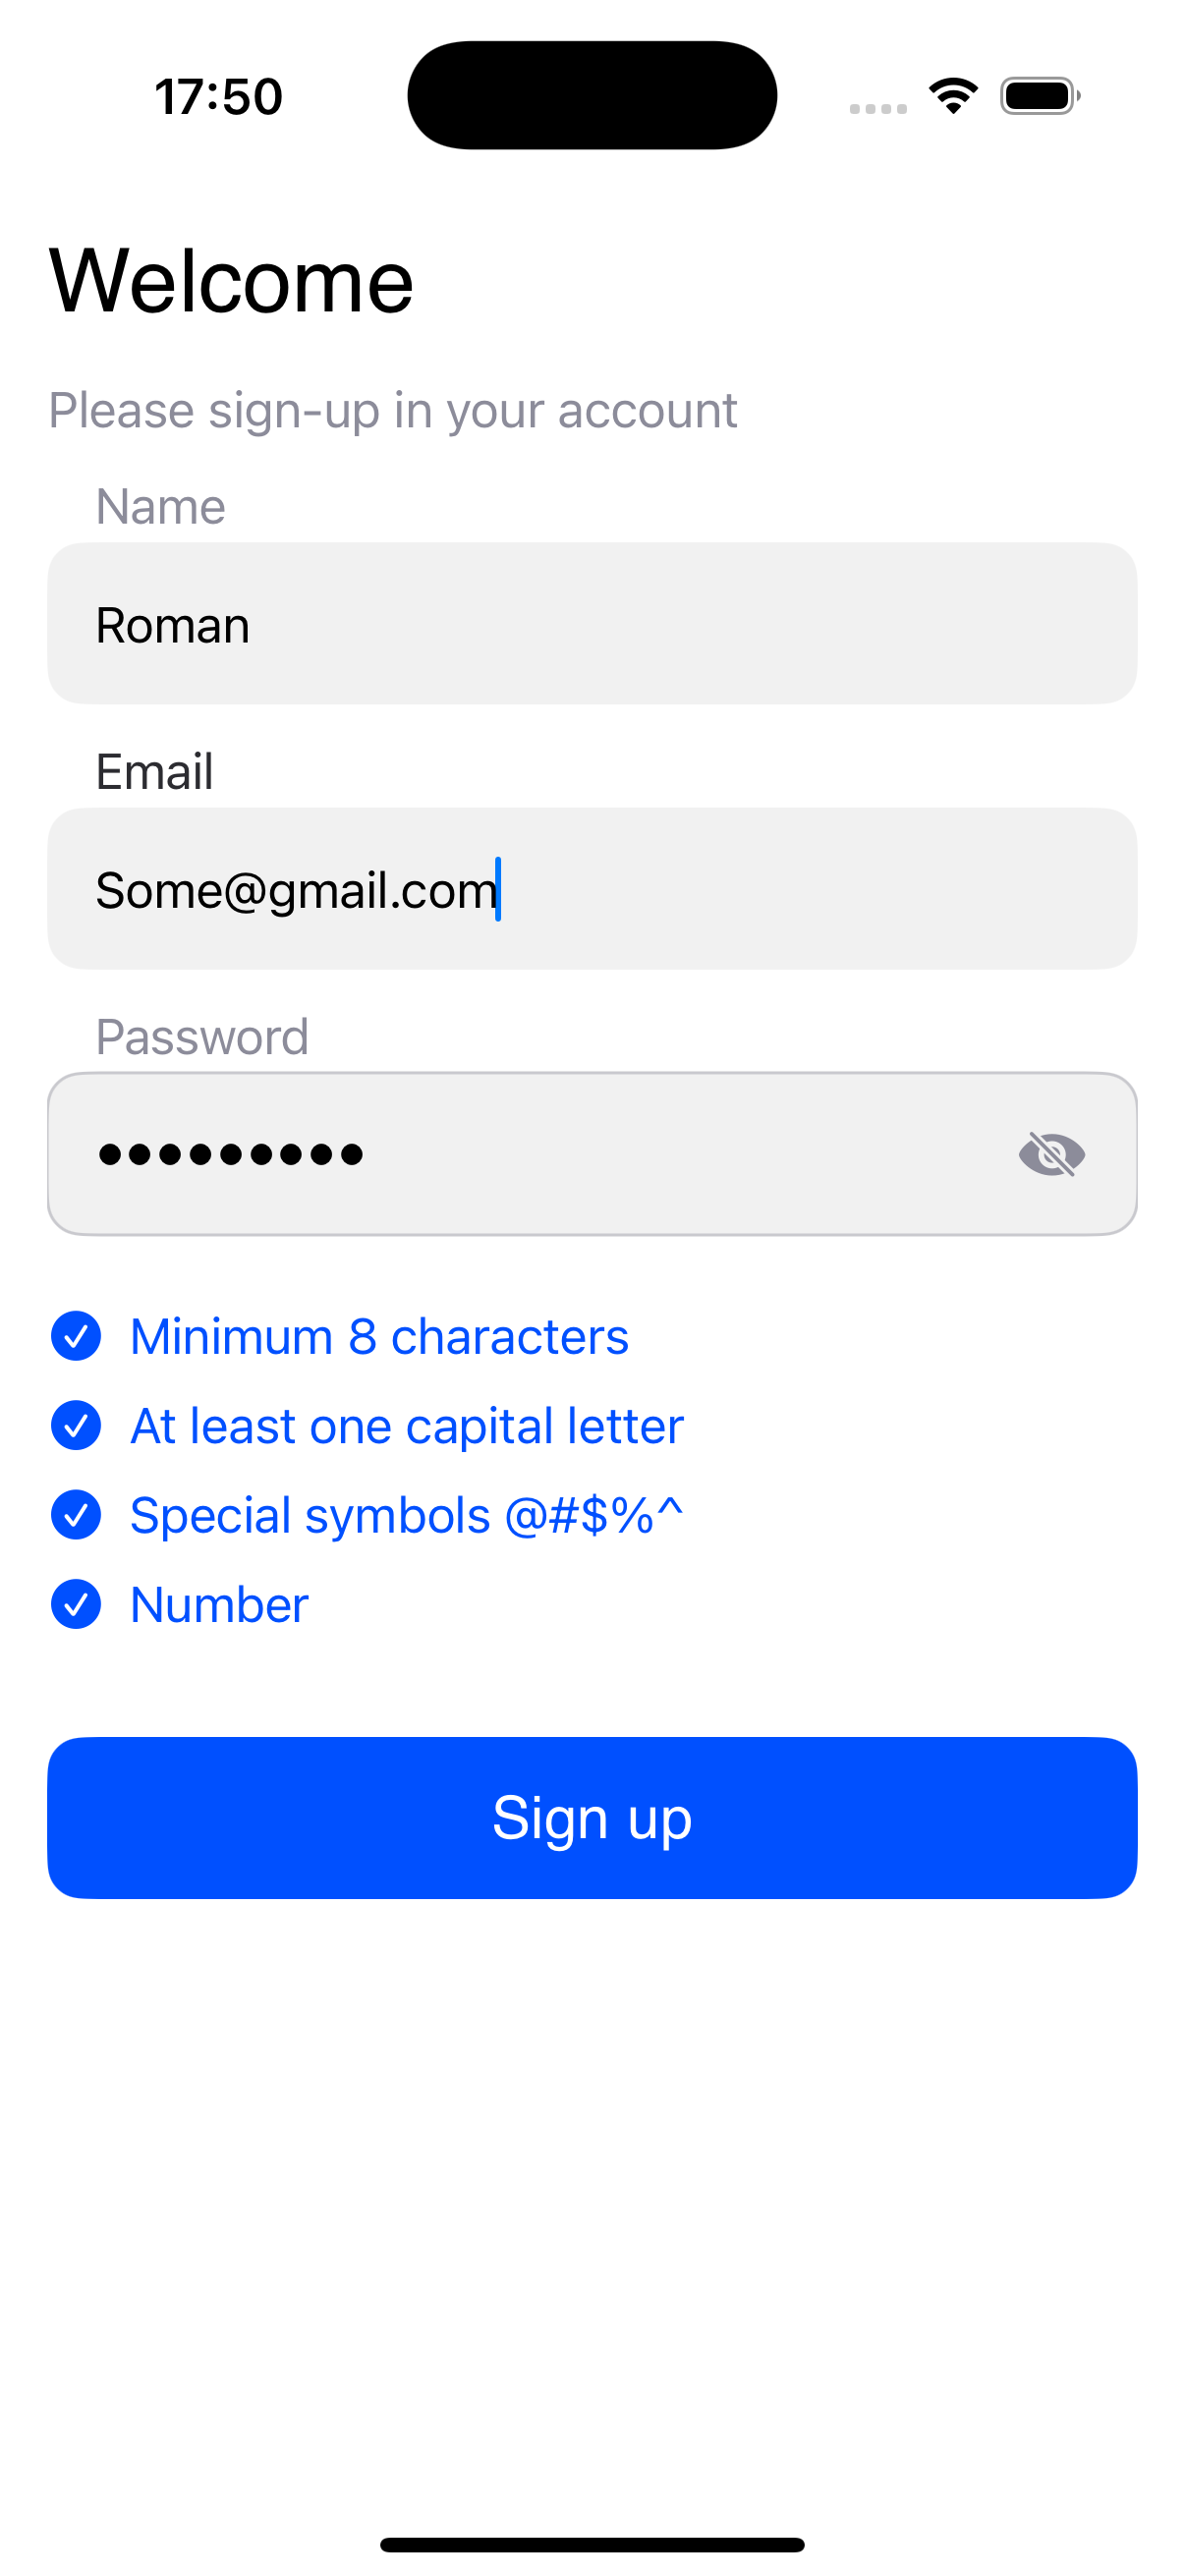 17:50
Welcome
Please sign-up in your account
Name
Roman
Email
Some@gmail.com
Password
•••••••••
Minimum 8 characters
At least one capital letter
Special symbols @#$%^
Number
Sign up